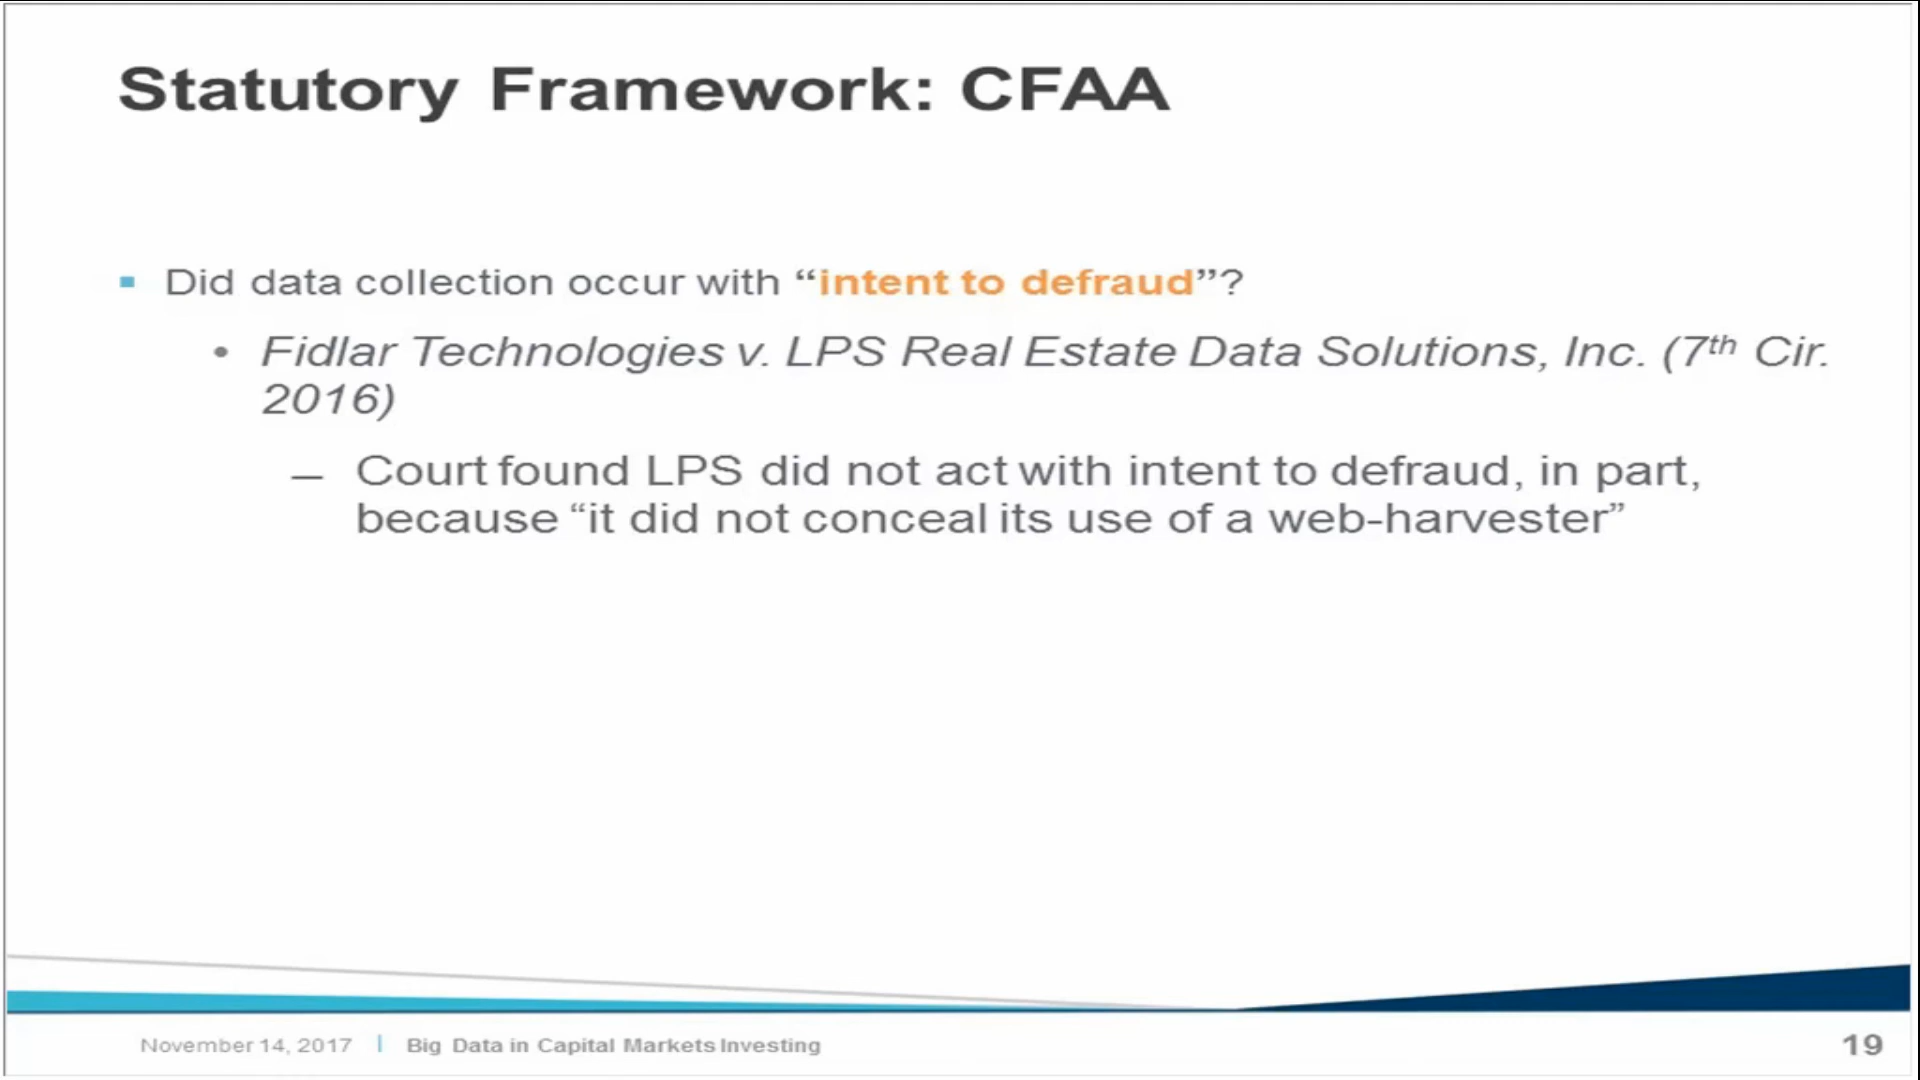 Statutory Framework: CFAA
▪ Did data collection occur with “intent to defraud”?
• Fidlar Technologies v. LPS Real Estate Data Solutions, Inc. (7th Cir.
2016)
– Court found LPS did not act with intent to defraud, in part,
because “it did not conceal its use of a web-harvester”
November 14, 2017 | Big Data in Capital Markets Investing 19